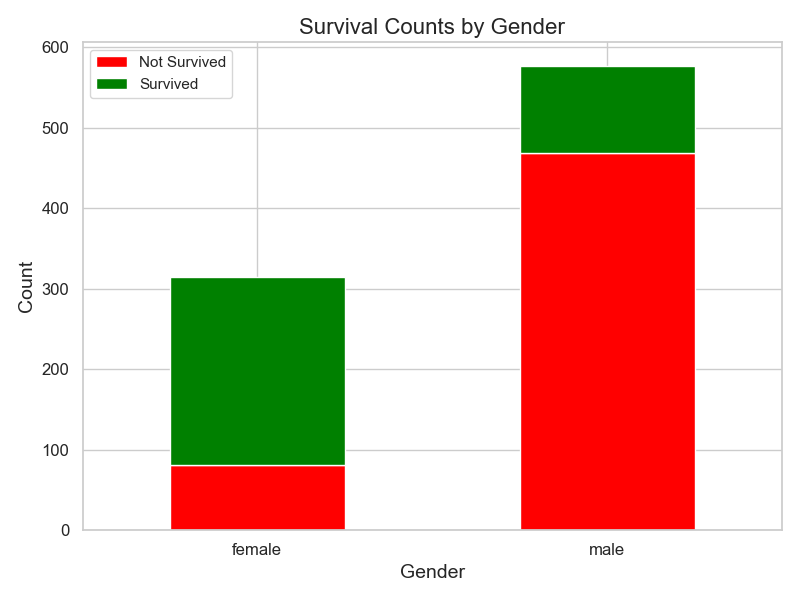 Survival Counts by Gender
Not Survived
Survived
600
500
400
300
200
100
0
Count
female
male
Gender